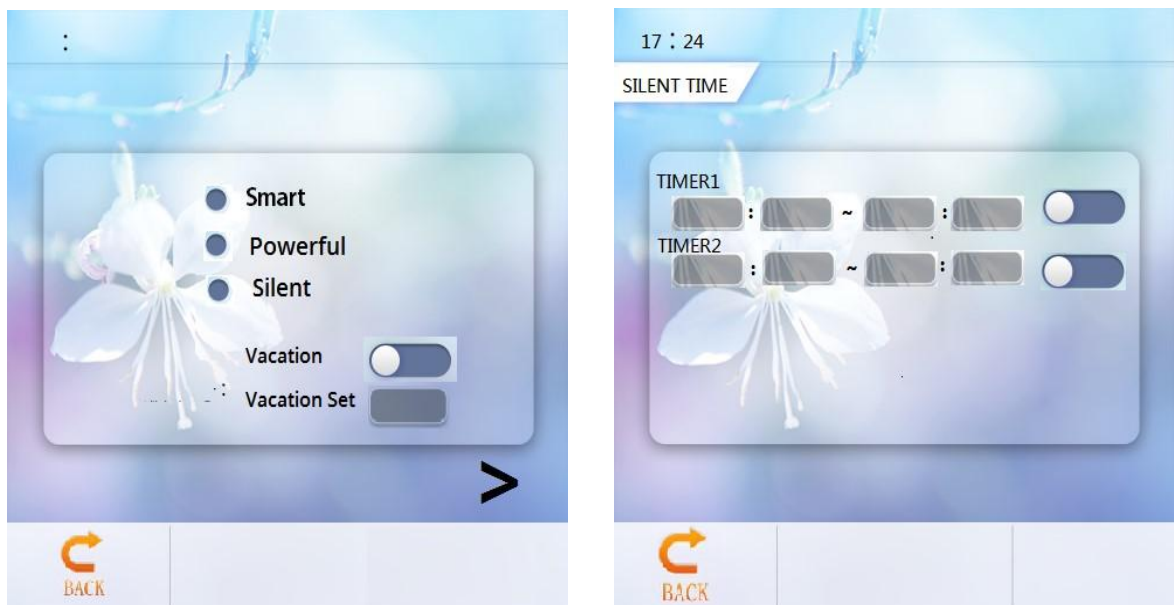 :
Smart
Powerful
Silent
Vacation
Vacation Set
>
BACK
17 : 24
SILENT TIME
TIMER1
: ~ :
TIMER2
: ~ :
BACK